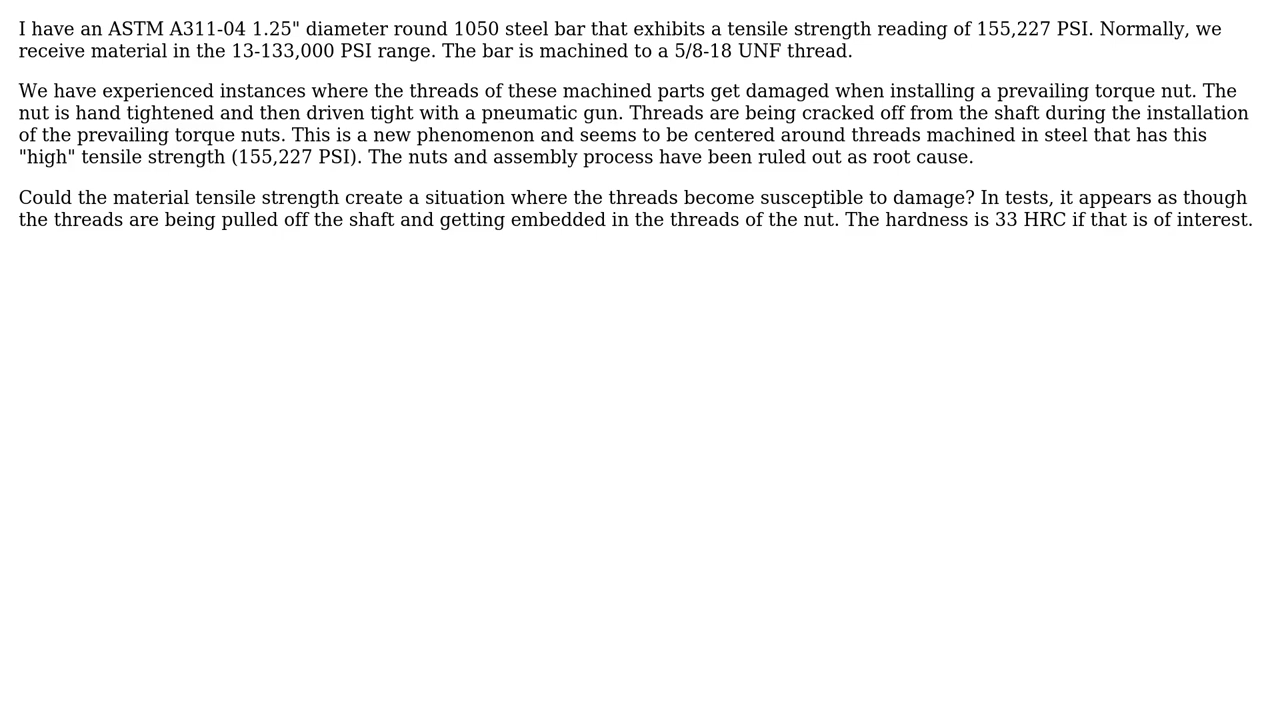 I have an ASTM A311-04 1.25" diameter round 1050 steel bar that exhibits a tensile strength reading of 155,227 PSI. Normally, we
receive material in the 13-133,000 PSI range. The bar is machined to a 5/8-18 UNF thread.
We have experienced instances where the threads of these machined parts get damaged when installing a prevailing torque nut. The
nut is hand tightened and then driven tight with a pneumatic gun. Threads are being cracked off from the shaft during the installation
of the prevailing torque nuts. This is a new phenomenon and seems to be centered around threads machined in steel that has this
"high" tensile strength (155,227 PSI). The nuts and assembly process have been ruled out as root cause.
Could the material tensile strength create a situation where the threads become susceptible to damage? In tests, it appears as though
the threads are being pulled off the shaft and getting embedded in the threads of the nut. The hardness is 33 HRC if that is of interest.